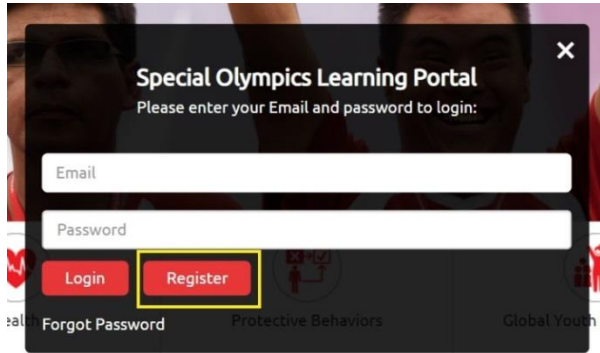 Special Olympics Learning Portal
Please enter your Email and password to login:
Email
Password
Login
Register
Forgot Password
Protective Behaviors
Global Youth